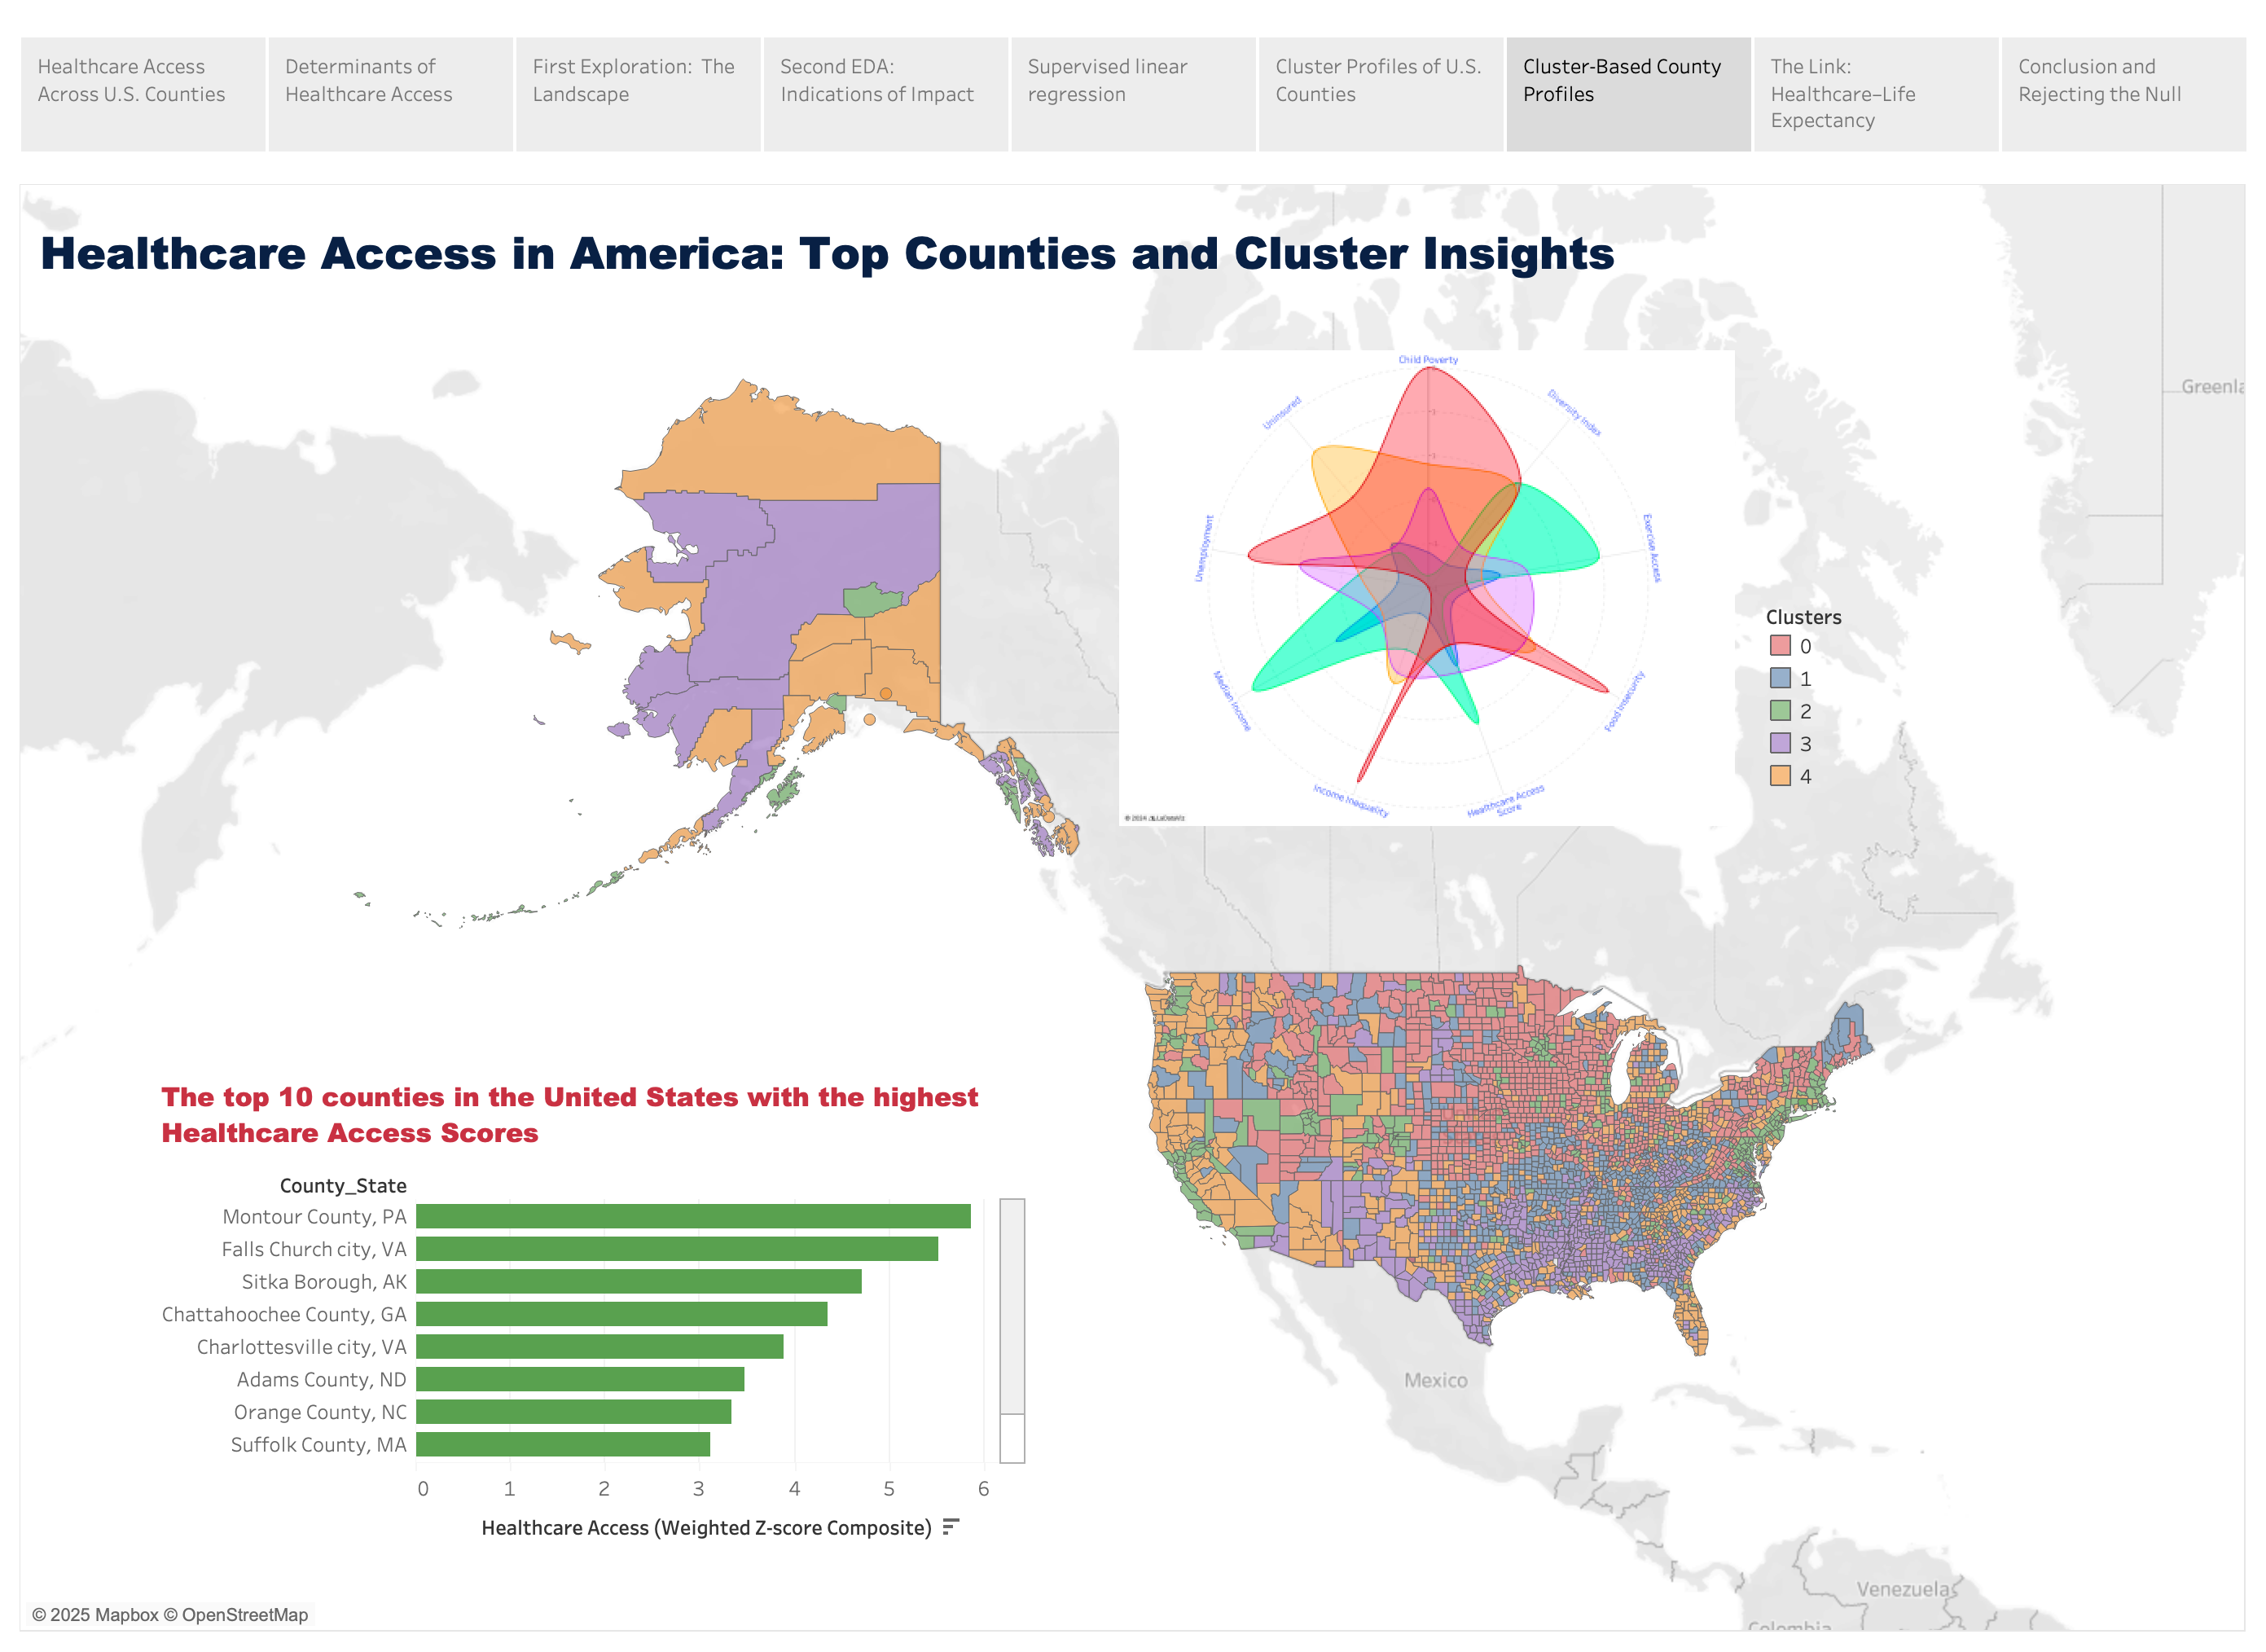 Healthcare Access
Across U.S. Counties
Determinants of
Healthcare Access
First Exploration: The
Landscape
Second EDA:
Indications of Impact
Supervised linear
regression
Cluster Profiles of U.S.
Counties
Cluster-Based County
Profiles
The Link:
Healthcare–Life
Expectancy
Conclusion and
Rejecting the Null
Healthcare Access in America: Top Counties and Cluster Insights
Greenla
Child Poverty
Diversity Index
Exercise Access
Food Insecurity
Healthcare Access
Score
Income Inequality
Median Income
Unemployment
Uninsured
Clusters
0
1
2
3
4
The top 10 counties in the United States with the highest
Healthcare Access Scores
County_State
Montour County, PA
Falls Church city, VA
Sitka Borough, AK
Chattahoochee County, GA
Charlottesville city, VA
Adams County, ND
Orange County, NC
Suffolk County, MA
0 1 2 3 4 5 6
Healthcare Access (Weighted Z-score Composite)
Mexico
Venezuela
Colombia
© 2025 Mapbox © OpenStreetMap